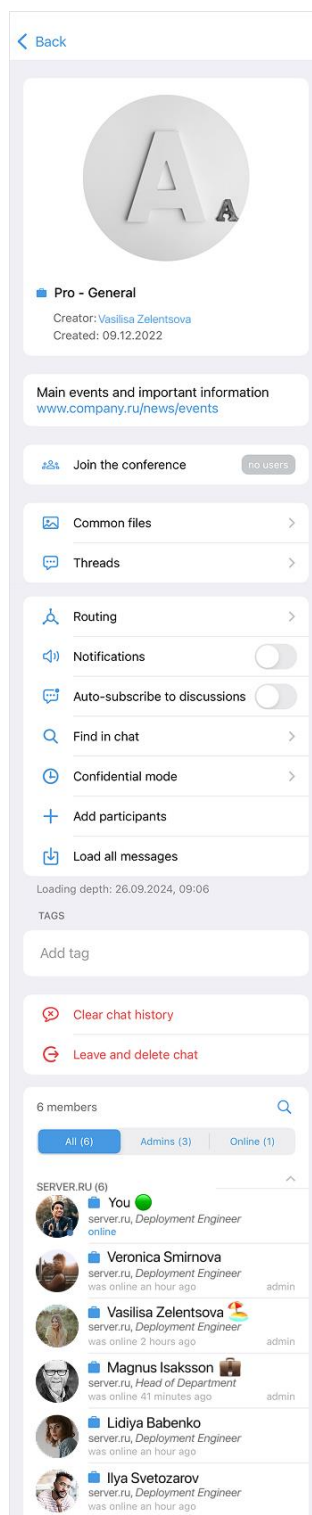 Back
A
A
Pro - General
Creator: Vasilisa Zelentsova
Created: 09.12.2022
Main events and important information
www.company.ru/news/events
Join the conference
no users
Common files
Threads
Routing
Notifications
Auto-subscribe to discussions
Find in chat
Confidential mode
Add participants
Load all messages
Loading depth: 26.09.2024, 09:06
TAGS
Add tag
Clear chat history
Leave and delete chat
6 members
All (6) Admins (3) Online (1)
SERVER.RU (6)
You
server.ru, Deployment Engineer
online
Veronica Smirnova
server.ru, Deployment Engineer
was online an hour ago admin
Vasilisa Zelentsova
server.ru, Deployment Engineer
was online 2 hours ago admin
Magnus Isaksson
server.ru, Head of Department
was online 41 minutes ago admin
Lidiya Babenko
server.ru, Deployment Engineer
was online an hour ago
Ilya Svetozarov
server.ru, Deployment Engineer
was online an hour ago